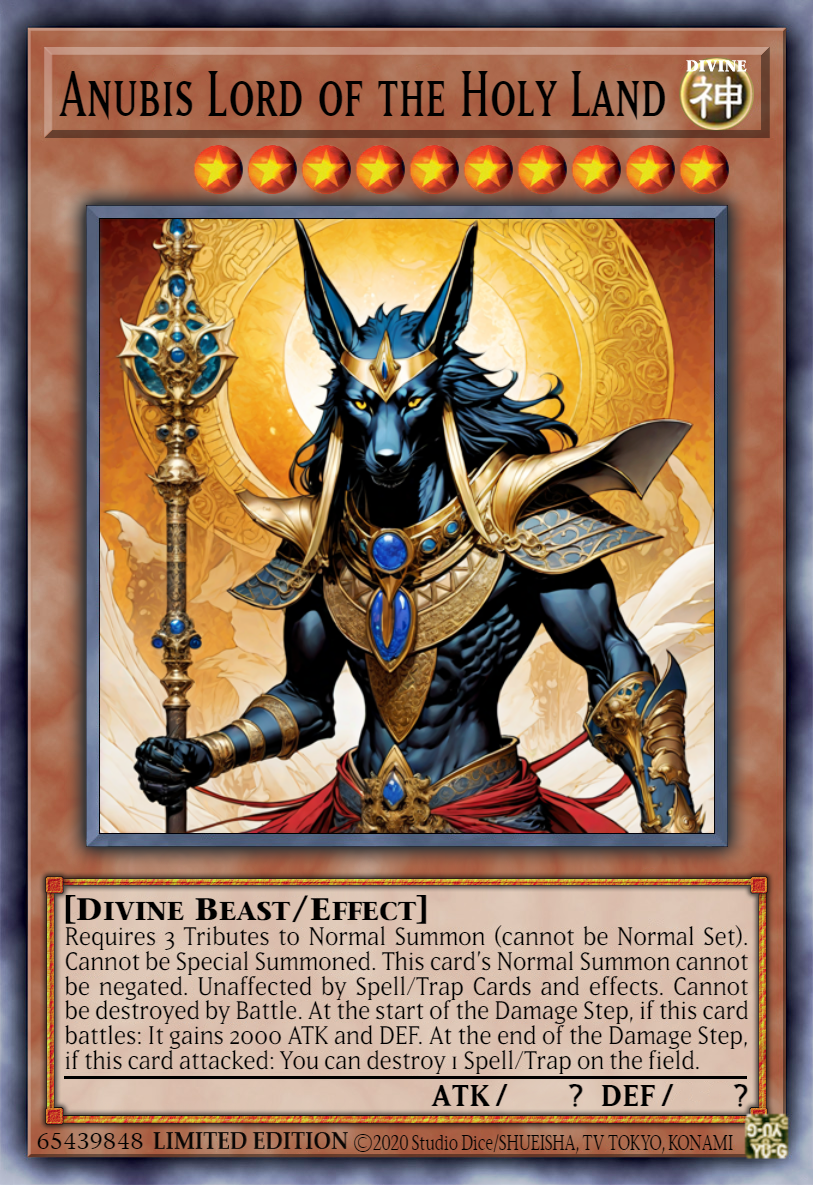 Anubis Lord of the Holy Land
DIVINE
神
[Divine Beast/Effect]
Requires 3 Tributes to Normal Summon (cannot be Normal Set).
Cannot be Special Summoned. This card's Normal Summon cannot
be negated. Unaffected by Spell/Trap Cards and effects. Cannot
be destroyed by Battle. At the start of the Damage Step, if this card
battles: It gains 2000 ATK and DEF. At the end of the Damage Step,
if this card attacked: You can destroy 1 Spell/Trap on the field.
ATK/ ? DEF/ ?
65439848 LIMITED EDITION ©2020 Studio Dice/SHUEISHA, TV TOKYO, KONAMI